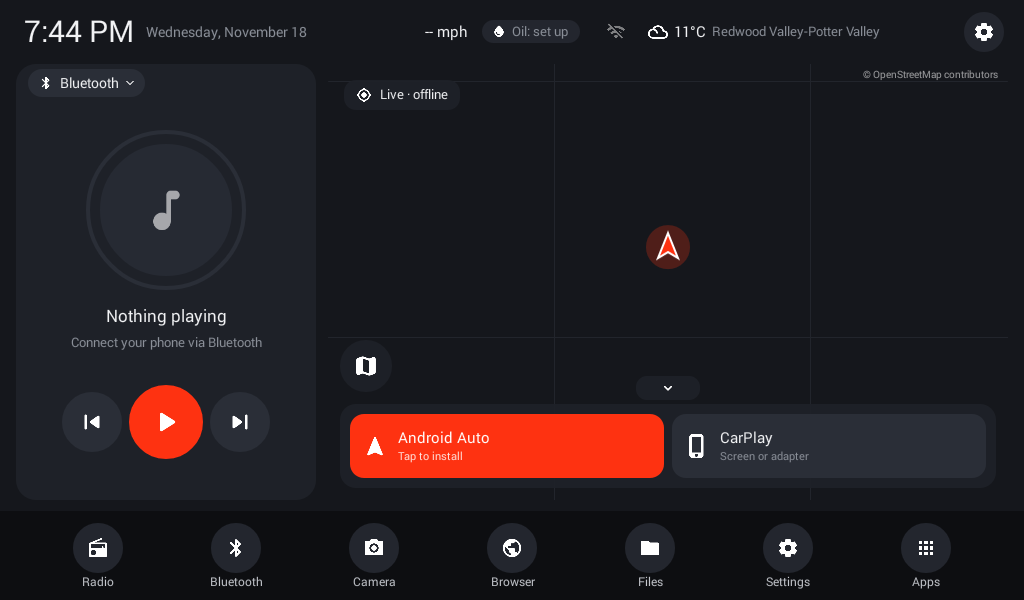 7:44 PM
Wednesday, November 18
-- mph
Oil: set up
11°C
Redwood Valley-Potter Valley
Bluetooth
© OpenStreetMap contributors
Live · offline
Nothing playing
Connect your phone via Bluetooth
Android Auto
Tap to install
CarPlay
Screen or adapter
Radio
Bluetooth
Camera
Browser
Files
Settings
Apps